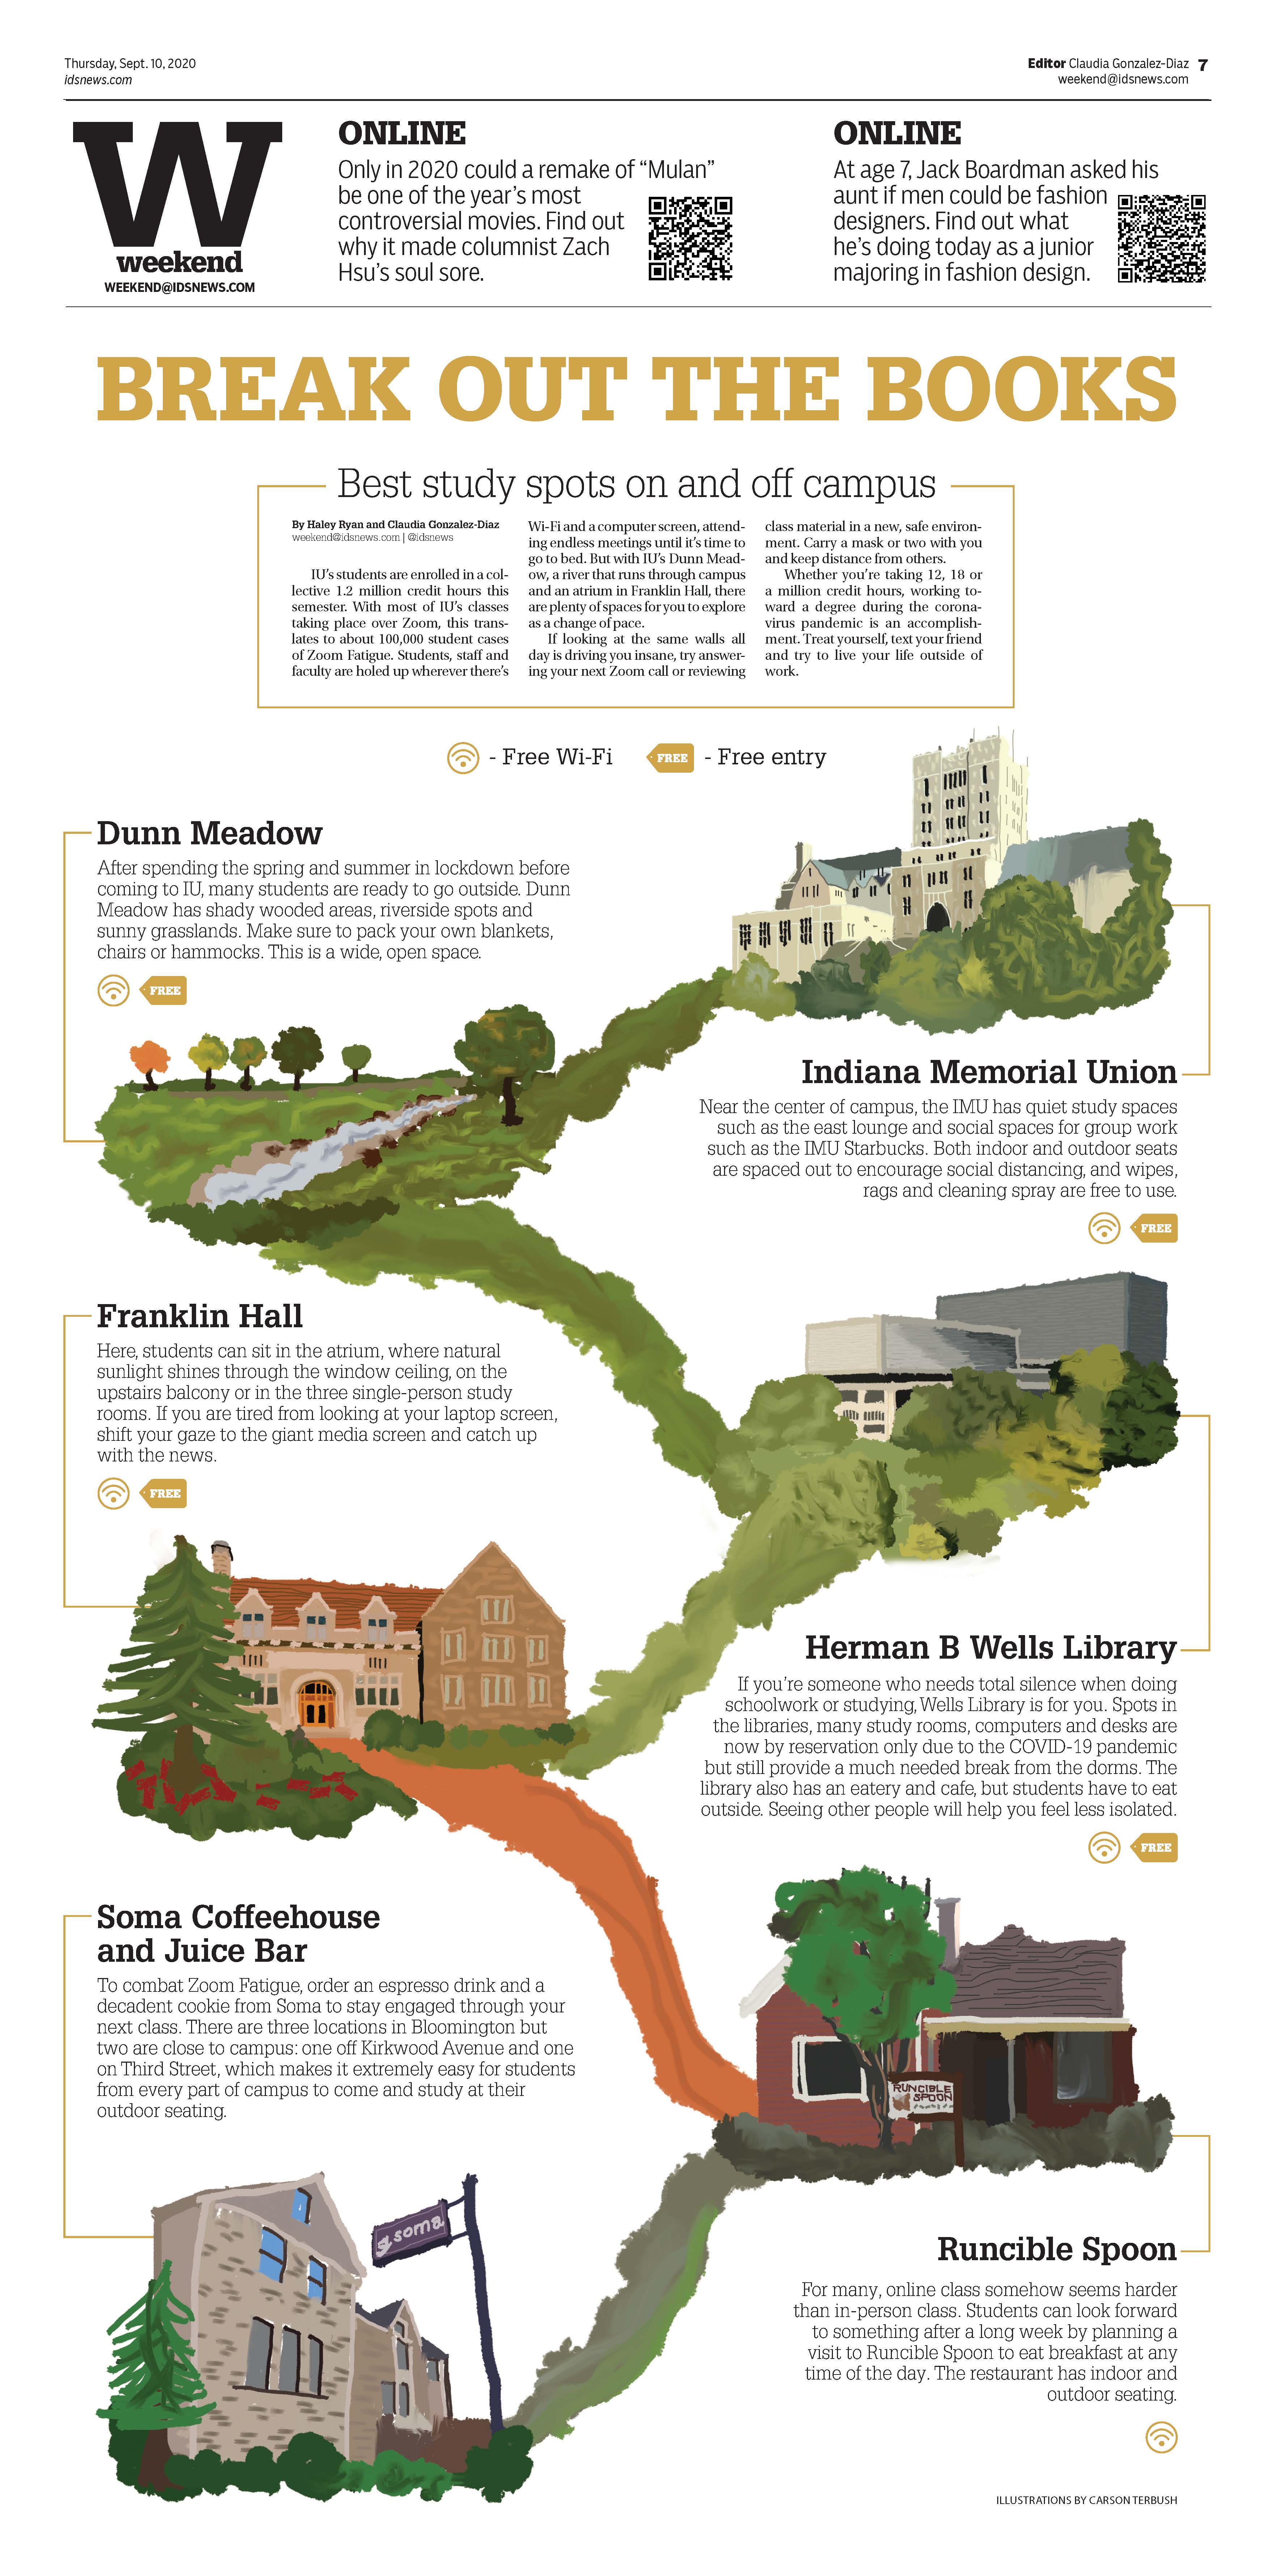 Thursday, Sept. 10, 2020
idsnews.com
Editor Claudia Gonzalez-Diaz 7
weekend@idsnews.com
W
weekend
WEEKEND@IDSNEWS.COM
ONLINE
Only in 2020 could a remake of “Mulan”
be one of the year’s most
controversial movies. Find out
why it made columnist Zach
Hsu’s soul sore.
ONLINE
At age 7, Jack Boardman asked his
aunt if men could be fashion
designers. Find out what
he’s doing today as a junior
majoring in fashion design.
BREAK OUT THE BOOKS
Best study spots on and off campus
By Haley Ryan and Claudia Gonzalez-Diaz
weekend@idsnews.com | @idsnews
IU’s students are enrolled in a col-
lective 1.2 million credit hours this
semester. With most of IU’s classes
taking place over Zoom, this trans-
lates to about 100,000 student cases
of Zoom Fatigue. Students, staff and
faculty are holed up wherever there’s
Wi-Fi and a computer screen, attend-
ing endless meetings until it’s time to
go to bed. But with IU’s Dunn Mead-
ow, a river that runs through campus
and an atrium in Franklin Hall, there
are plenty of spaces for you to explore
as a change of pace.
If looking at the same walls all
day is driving you insane, try answer-
ing your next Zoom call or reviewing
class material in a new, safe environ-
ment. Carry a mask or two with you
and keep distance from others.
Whether you’re taking 12, 18 or
a million credit hours, working to-
ward a degree during the corona-
virus pandemic is an accomplish-
ment. Treat yourself, text your friend
and try to live your life outside of
work.
- Free Wi-Fi
FREE - Free entry
Dunn Meadow
After spending the spring and summer in lockdown before
coming to IU, many students are ready to go outside. Dunn
Meadow has shady wooded areas, riverside spots and
sunny grasslands. Make sure to pack your own blankets,
chairs or hammocks. This is a wide, open space.
FREE
Indiana Memorial Union
Near the center of campus, the IMU has quiet study spaces
such as the east lounge and social spaces for group work
such as the IMU Starbucks. Both indoor and outdoor seats
are spaced out to encourage social distancing, and wipes,
rags and cleaning spray are free to use.
FREE
Franklin Hall
Here, students can sit in the atrium, where natural
sunlight shines through the window ceiling, on the
upstairs balcony or in the three single-person study
rooms. If you are tired from looking at your laptop screen,
shift your gaze to the giant media screen and catch up
with the news.
FREE
Herman B Wells Library
If you’re someone who needs total silence when doing
schoolwork or studying, Wells Library is for you. Spots in
the libraries, many study rooms, computers and desks are
now by reservation only due to the COVID-19 pandemic
but still provide a much needed break from the dorms. The
library also has an eatery and cafe, but students have to eat
outside. Seeing other people will help you feel less isolated.
FREE
Soma Coffeehouse
and Juice Bar
To combat Zoom Fatigue, order an espresso drink and a
decadent cookie from Soma to stay engaged through your
next class. There are three locations in Bloomington but
two are close to campus: one off Kirkwood Avenue and one
on Third Street, which makes it extremely easy for students
from every part of campus to come and study at their
outdoor seating.
RUNCIBLE
SPOON
soma
Runcible Spoon
For many, online class somehow seems harder
than in-person class. Students can look forward
to something after a long week by planning a
visit to Runcible Spoon to eat breakfast at any
time of the day. The restaurant has indoor and
outdoor seating.
ILLUSTRATIONS BY CARSON TERBUSH